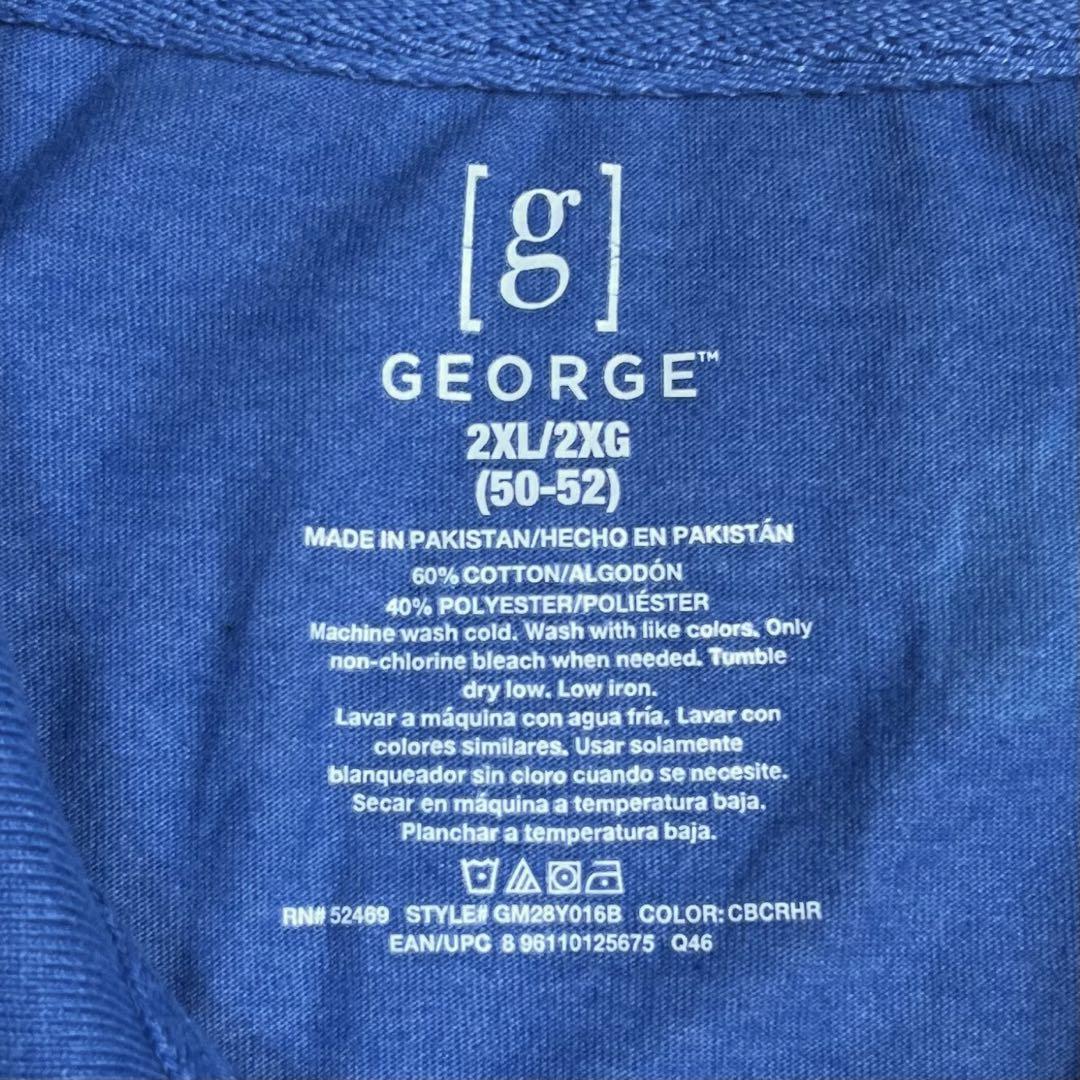 [g]
GEORGE™
2XL/2XG
(50-52)
MADE IN PAKISTAN/HECHO EN PAKISTÁN
60% COTTON/ALGODÓN
40% POLYESTER/POLIÉSTER
Machine wash cold. Wash with like colors. Only
non-chlorine bleach when needed. Tumble
dry low. Low iron.
Lavar a máquina con agua fría. Lavar con
colores similares. Usar solamente
blanqueador sin cloro cuando se necesite.
Secar en máquina a temperatura baja.
Planchar a temperatura baja.
RN# 52469 STYLE# GM28Y016B COLOR: CBCRHR
EAN/UPC 8 96110125675 Q46